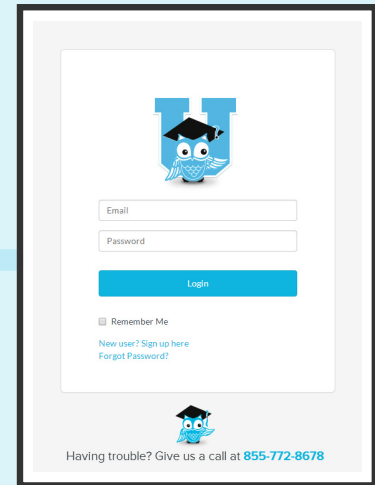 U
Email
Password
Login
Remember Me
New user? Sign up here
Forgot Password?
Having trouble? Give us a call at 855-772-8678